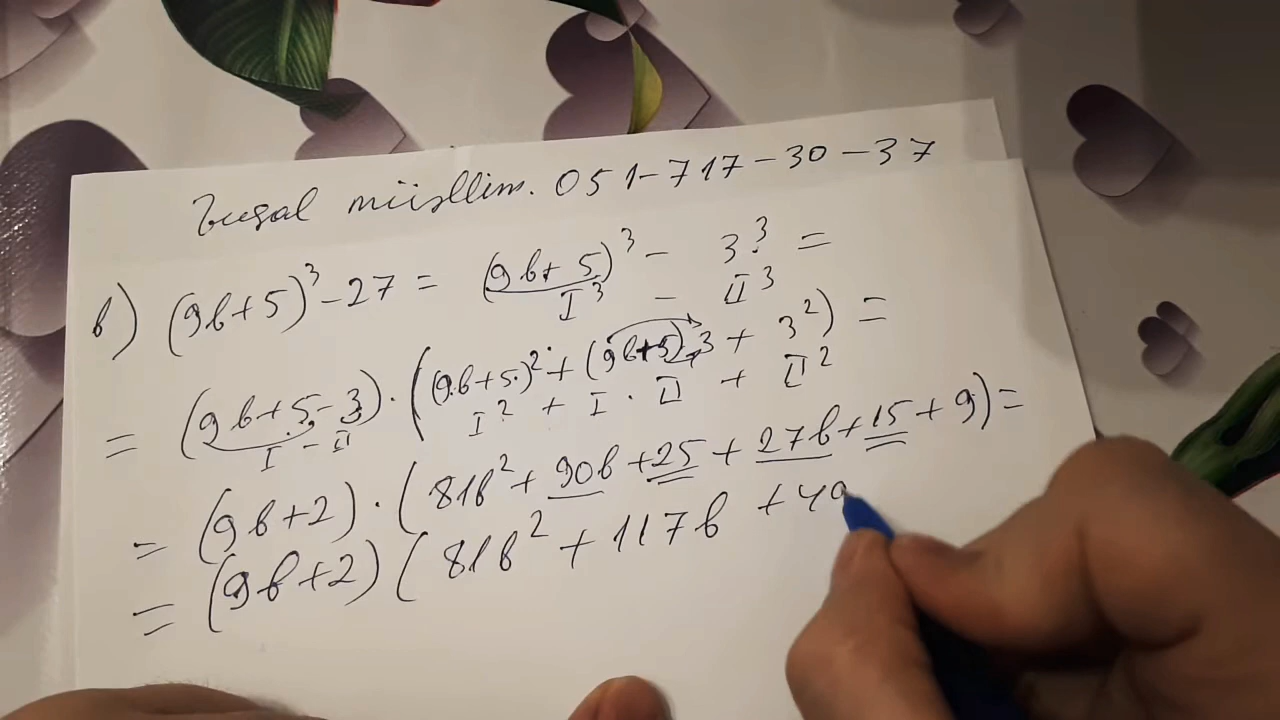 müəllim. 051-717-30-37
b) (9b+5)³-27 = (9b+5)³ - 3³ =
I³ - II³
= (9b+5-3)·((9b+5)²+(9b+5)·3+3²) =
I - II I² + I · II + II²
= (9b+2)·(81b²+90b+25+27b+15+9)=
= (9b+2)(81b²+117b+49